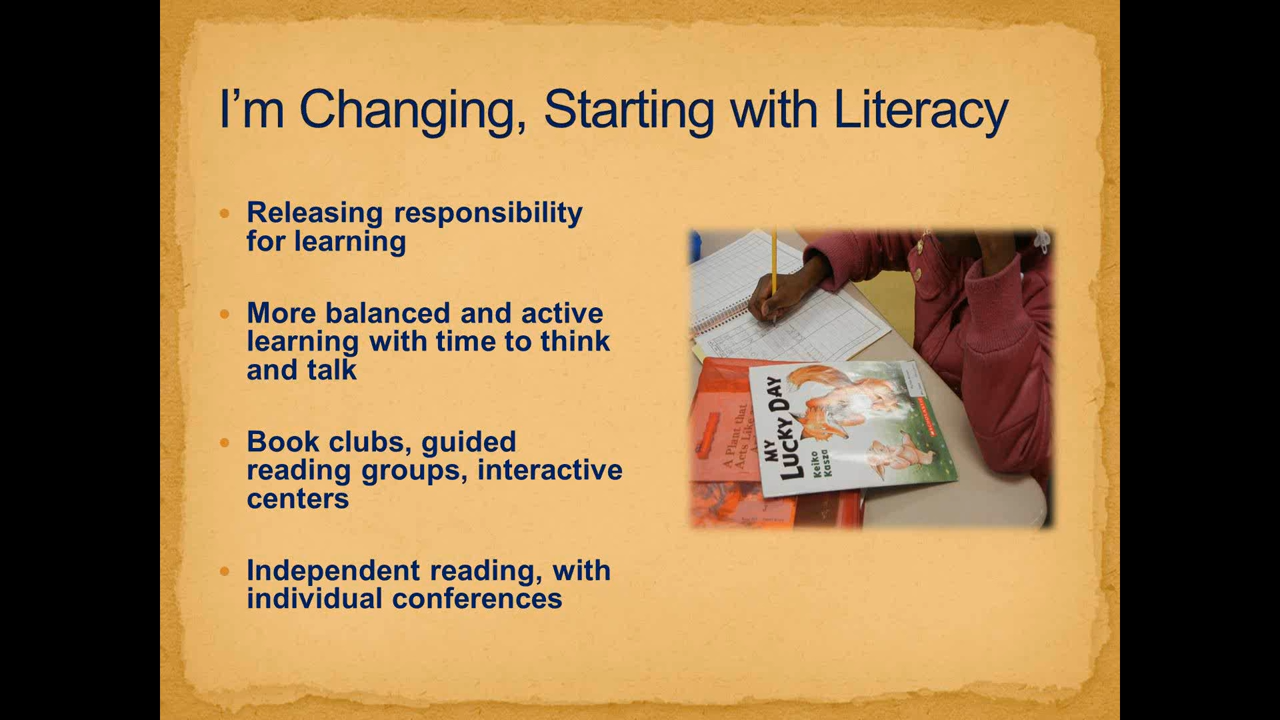 I'm Changing, Starting with Literacy
Releasing responsibility
for learning
More balanced and active
learning with time to think
and talk
Book clubs, guided
reading groups, interactive
centers
Independent reading, with
individual conferences
MY
LUCKY DAY
Keiko
Kasza
A Plant that
Acts Like